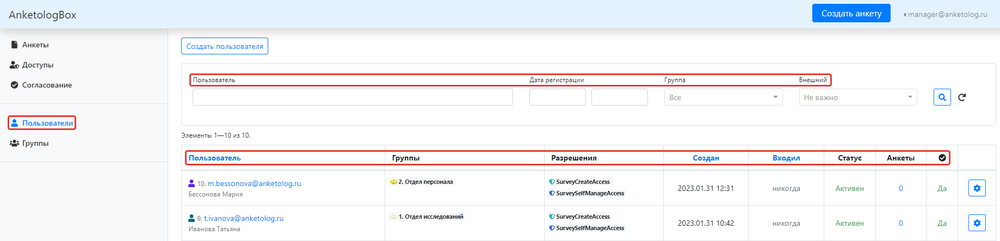 AnketologBox
Создать анкету
manager@anketolog.ru
Анкеты
Доступы
Согласование
Пользователи
Группы
Создать пользователя
Пользователь Дата регистрации Группа Внешний
Все Не важно
Элементы 1—10 из 10.
Пользователь Группы Разрешения Создан Входил Статус Анкеты
10. m.bessonova@anketolog.ru 2. Отдел персонала SurveyCreateAccess 2023.01.31 12:31 никогда Активен 0 Да
Бессонова Мария SurveySelfManageAccess
9. t.ivanova@anketolog.ru 1. Отдел исследований SurveyCreateAccess 2023.01.31 10:42 никогда Активен 0 Да
Иванова Татьяна SurveySelfManageAccess